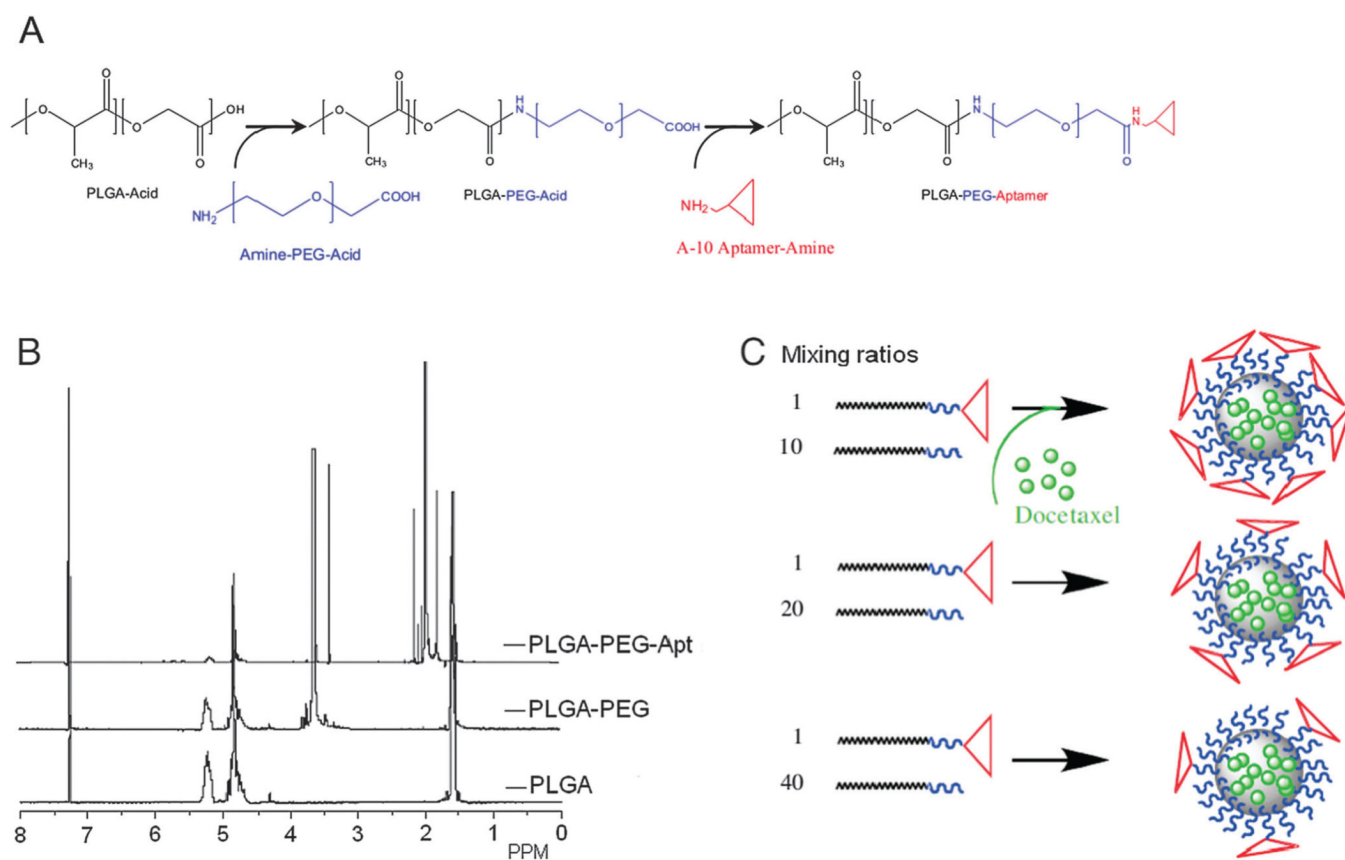 A
O
O
O
OH
O
O
CH₃
PLGA-Acid
NH₂
O
COOH
Amine-PEG-Acid
O
O
O
H
N
O
O
COOH
CH₃
PLGA-PEG-Acid
NH₂
A-10 Aptamer-Amine
O
O
O
H
N
O
H
N
O
O
CH₃
PLGA-PEG-Aptamer
B
—PLGA-PEG-Apt
—PLGA-PEG
—PLGA
8 7 6 5 4 3 2 1 0
PPM
C Mixing ratios
1
10
Docetaxel
1
20
1
40